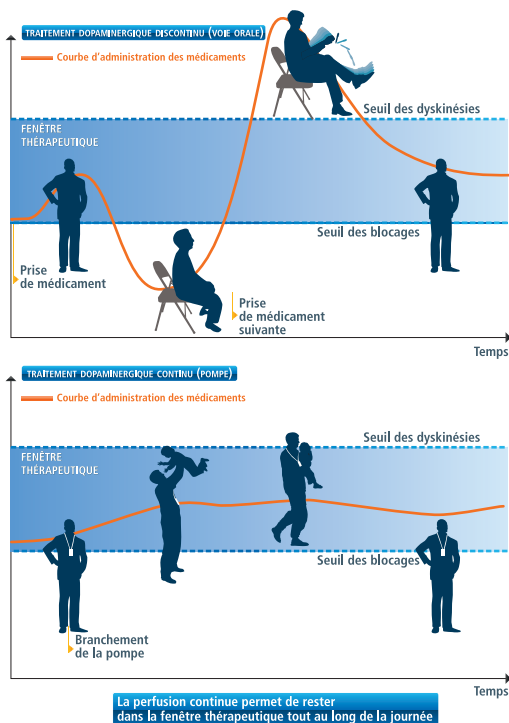 TRAITEMENT DOPAMINERGIQUE DISCONTINU (VOIE ORALE)
Courbe d'administration des médicaments
Seuil des dyskinésies
FENÊTRE
THÉRAPEUTIQUE
Seuil des blocages
Prise
de médicament
Prise
de médicament
suivante
Temps
TRAITEMENT DOPAMINERGIQUE CONTINU (POMPE)
Courbe d'administration des médicaments
Seuil des dyskinésies
FENÊTRE
THÉRAPEUTIQUE
Seuil des blocages
Branchement
de la pompe
Temps
La perfusion continue permet de rester
dans la fenêtre thérapeutique tout au long de la journée